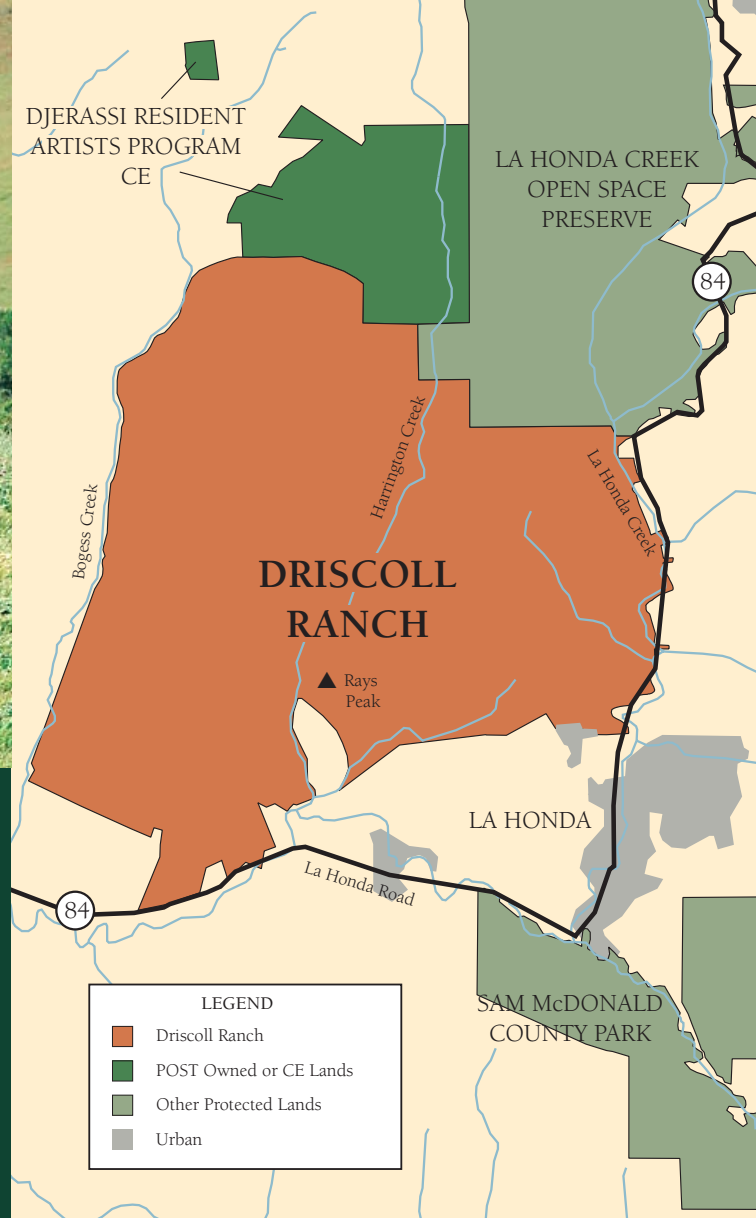 DJERASSI RESIDENT
ARTISTS PROGRAM
CE
LA HONDA CREEK
OPEN SPACE
PRESERVE
84
Harrington Creek
La Honda Creek
Bogess Creek
DRISCOLL
RANCH
Rays
Peak
LA HONDA
La Honda Road
84
SAM McDONALD
COUNTY PARK
LEGEND
Driscoll Ranch
POST Owned or CE Lands
Other Protected Lands
Urban